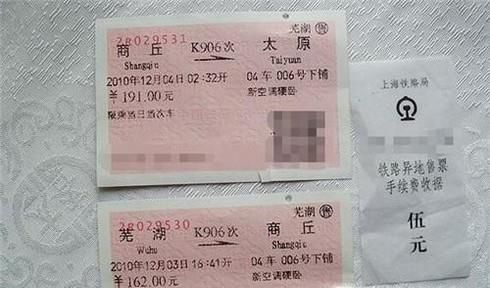 2R029531 芜湖 售
商丘 K906次 太原
Shangqiu Taiyuan
2010年12月04日02:32开 04车006号下铺
¥191.00元 新空调硬卧
限乘当日当次车
2R029530 芜湖 售
芜湖 K906次 商丘
Wuhu Shangqiu
2010年12月03日16:41开 04车006号下铺
¥162.00元 新空调硬卧
上海铁路局
铁路异地售票
手续费收据
伍
元